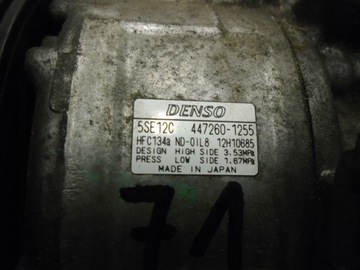 DENSO
5SE12C 447260-1255
HFC134a ND-OIL8 12H10685
DESIGN HIGH SIDE 3.53MPa
PRESS LOW SIDE 1.67MPa
MADE IN JAPAN
71